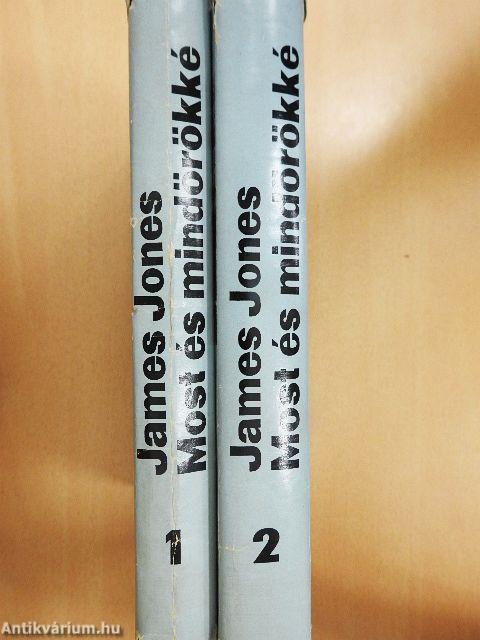 James Jones
Most és mindörökké
1
James Jones
Most és mindörökké
2
Antikvárium.hu